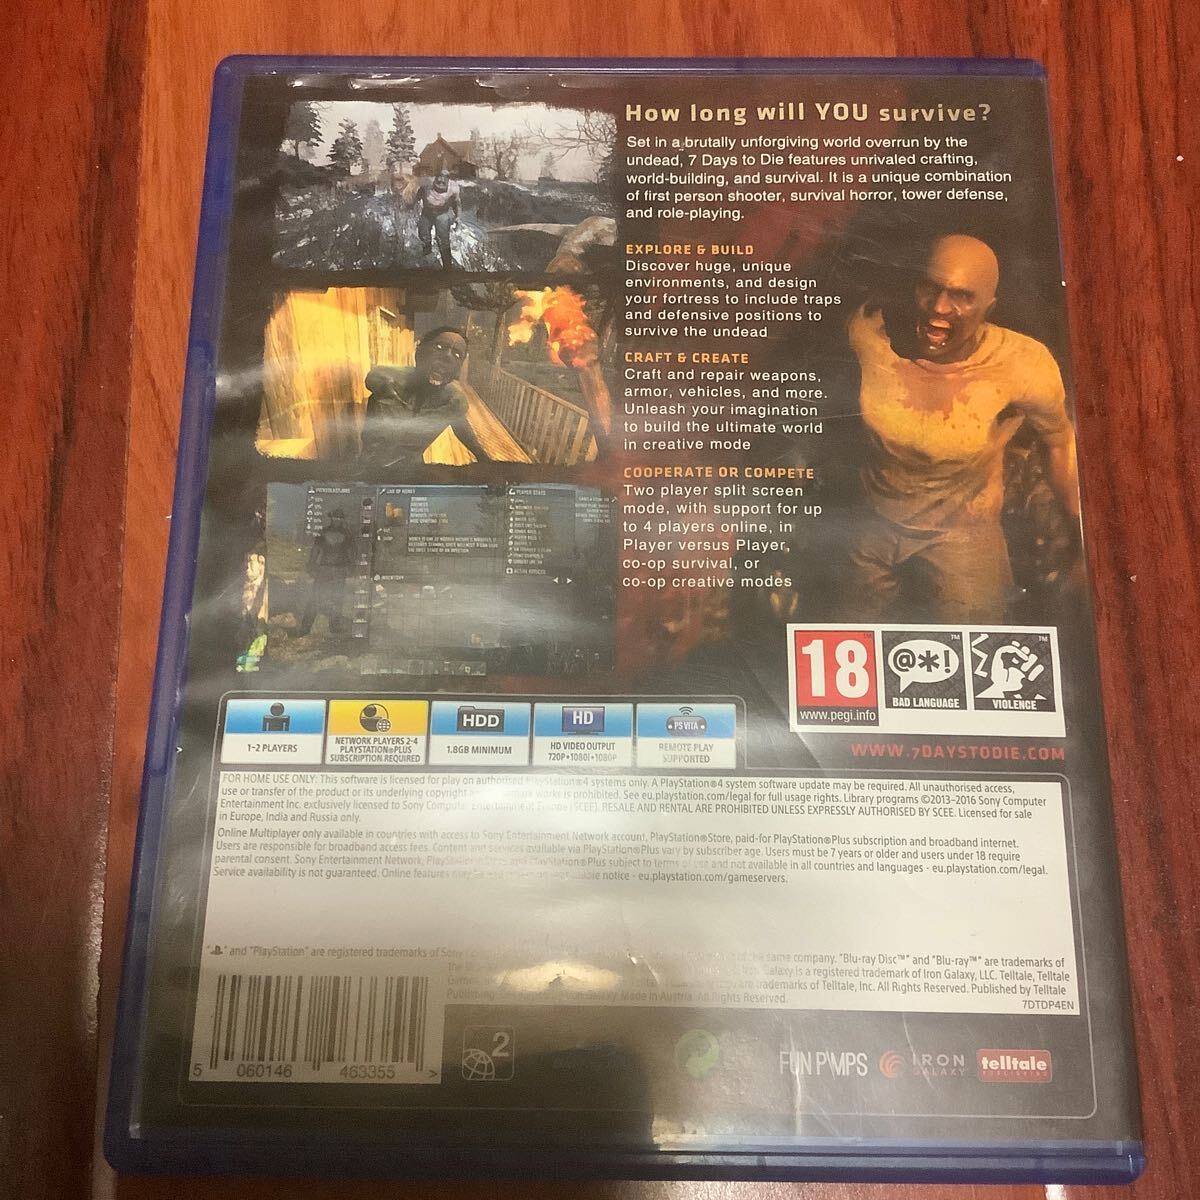 How long will YOU survive?
Set in a brutally unforgiving world overrun by the
undead, 7 Days to Die features unrivaled crafting,
world-building, and survival. It is a unique combination
of first person shooter, survival horror, tower defense,
and role-playing.
EXPLORE & BUILD
Discover huge, unique
environments, and design
your fortress to include traps
and defensive positions to
survive the undead
CRAFT & CREATE
Craft and repair weapons,
armor, vehicles, and more.
Unleash your imagination
to build the ultimate world
in creative mode
COOPERATE OR COMPETE
Two player split screen
mode, with support for up
to 4 players online, in
Player versus Player,
co-op survival, or
co-op creative modes
PLAYER STATS
INVENTORY
18
www.pegi.info
@*!
BAD LANGUAGE
VIOLENCE
WWW.7DAYSTODIE.COM
1-2 PLAYERS
NETWORK PLAYERS 2-4
PLAYSTATION®PLUS
SUBSCRIPTION REQUIRED
HDD
1.8GB MINIMUM
HD
HD VIDEO OUTPUT
720P•1080i•1080P
PS VITA
REMOTE PLAY
SUPPORTED
FOR HOME USE ONLY: This software is licensed for play on authorised PlayStation®4 systems only. A PlayStation®4 system software update may be required. All unauthorised access,
use or transfer of the product or its underlying copyright works is prohibited. See eu.playstation.com/legal for full usage rights. Library programs ©2013-2016 Sony Computer
Entertainment Inc. exclusively licensed to Sony Computer Entertainment Europe (SCEE). RESALE AND RENTAL ARE PROHIBITED UNLESS EXPRESSLY AUTHORISED BY SCEE. Licensed for sale
in Europe, India and Russia only.
Online Multiplayer only available in countries with access to Sony Entertainment Network account, PlayStation®Store, paid-for PlayStation®Plus subscription and broadband internet.
Users are responsible for broadband access fees. Content and services available via PlayStation®Plus vary by subscriber age. Users must be 7 years or older and users under 18 require
parental consent. Sony Entertainment Network, PlayStation®Store and PlayStation®Plus subject to terms of use and not available in all countries and languages - eu.playstation.com/legal.
Service availability is not guaranteed. Online features may be notice - eu.playstation.com/gameservers.
" " and "PlayStation" are registered trademarks of Sony the same company. "Blu-ray Disc™" and "Blu-ray™" are trademarks of
the Galaxy is a registered trademark of Iron Galaxy, LLC. Telltale, Telltale
are trademarks of Telltale, Inc. All Rights Reserved. Published by Telltale
Publishing Made in Austria. All Rights Reserved.
7DTDP4EN
5 060146 463355 >
2
FUN PIMPS
IRON
GALAXY
telltale
PUBLISHING